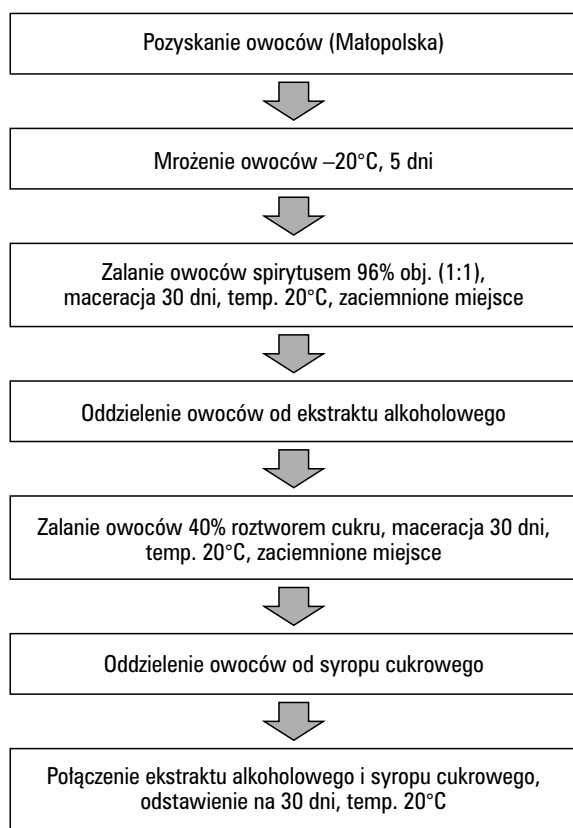 Pozyskanie owoców (Małopolska)
Mrożenie owoców –20°C, 5 dni
Zalanie owoców spirytusem 96% obj. (1:1),
maceracja 30 dni, temp. 20°C, zaciemnione miejsce
Oddzielenie owoców od ekstraktu alkoholowego
Zalanie owoców 40% roztworem cukru, maceracja 30 dni,
temp. 20°C, zaciemnione miejsce
Oddzielenie owoców od syropu cukrowego
Połączenie ekstraktu alkoholowego i syropu cukrowego,
odstawienie na 30 dni, temp. 20°C